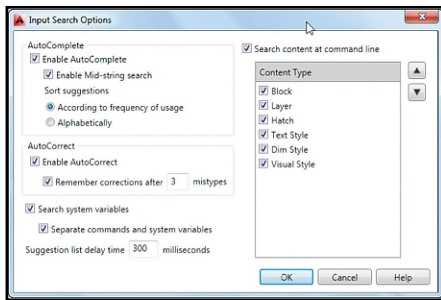 Input Search Options
AutoComplete
Enable AutoComplete
Enable Mid-string search
Sort suggestions
According to frequency of usage
Alphabetically
AutoCorrect
Enable AutoCorrect
Remember corrections after 3 mistypes
Search system variables
Separate commands and system variables
Suggestion list delay time 300 milliseconds
Search content at command line
Content Type
Block
Layer
Hatch
Text Style
Dim Style
Visual Style
OK Cancel Help